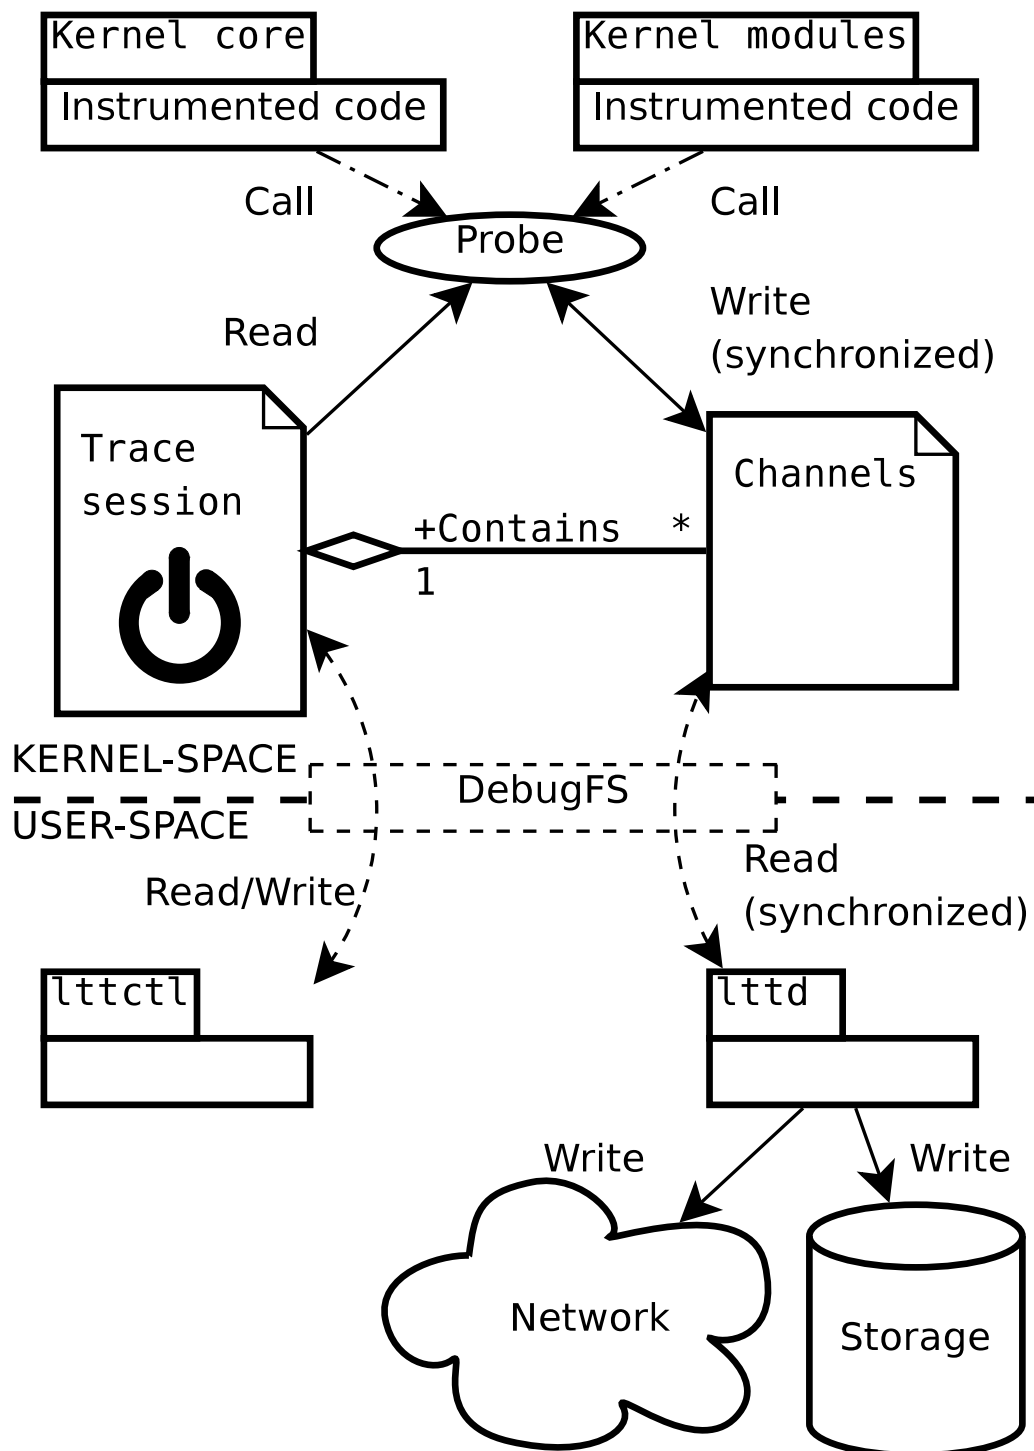 Kernel core
Kernel modules
Instrumented code
Instrumented code
Call
Call
Probe
Read
Write
(synchronized)
Trace
session
Channels
+Contains
*
1
KERNEL-SPACE
DebugFS
USER-SPACE
Read/Write
Read
(synchronized)
lttctl
lttd
Write
Write
Network
Storage